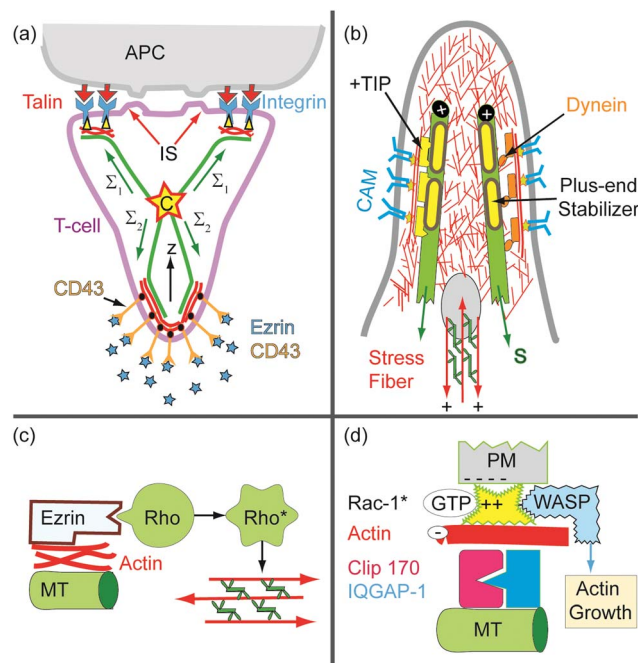 (a)
APC
Talin
Integrin
IS
Σ1
Σ1
C
Σ2
Σ2
T-cell
z
CD43
Ezrin
CD43
(b)
+TIP
+
+
Dynein
CAM
Plus-end
Stabilizer
Stress
Fiber
S
+
+
(c)
Ezrin
Rho
Rho*
Actin
MT
(d)
PM
- - - -
Rac-1*
GTP
++
WASP
Actin
-
Clip 170
IQGAP-1
Actin
Growth
MT